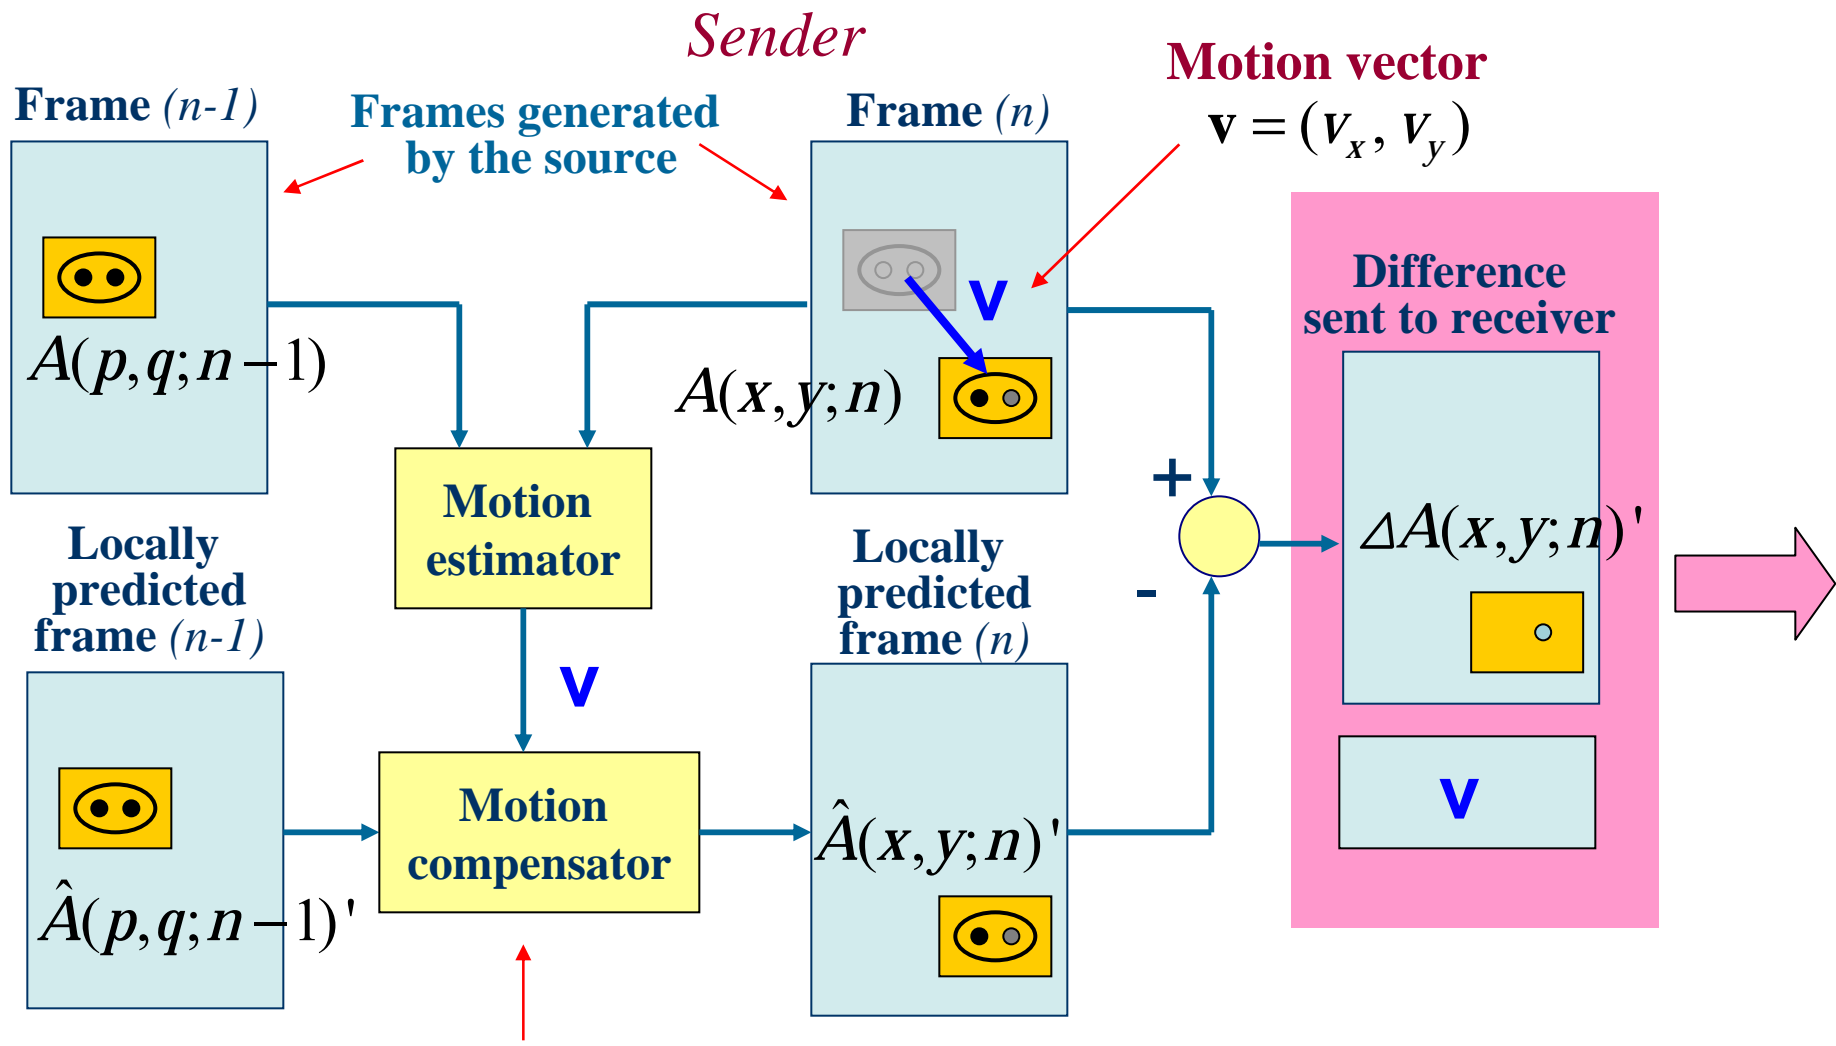 Sender
Motion vector
v = (v_x, v_y)
Frame (n-1)
Frames generated
by the source
Frame (n)
A(p,q;n−1)
v
A(x,y;n)
Difference
sent to receiver
Motion
estimator
+
-
ΔA(x,y;n)'
Locally
predicted
frame (n-1)
v
Locally
predicted
frame (n)
Motion
compensator
Â(p,q;n−1)'
Â(x,y;n)'
v